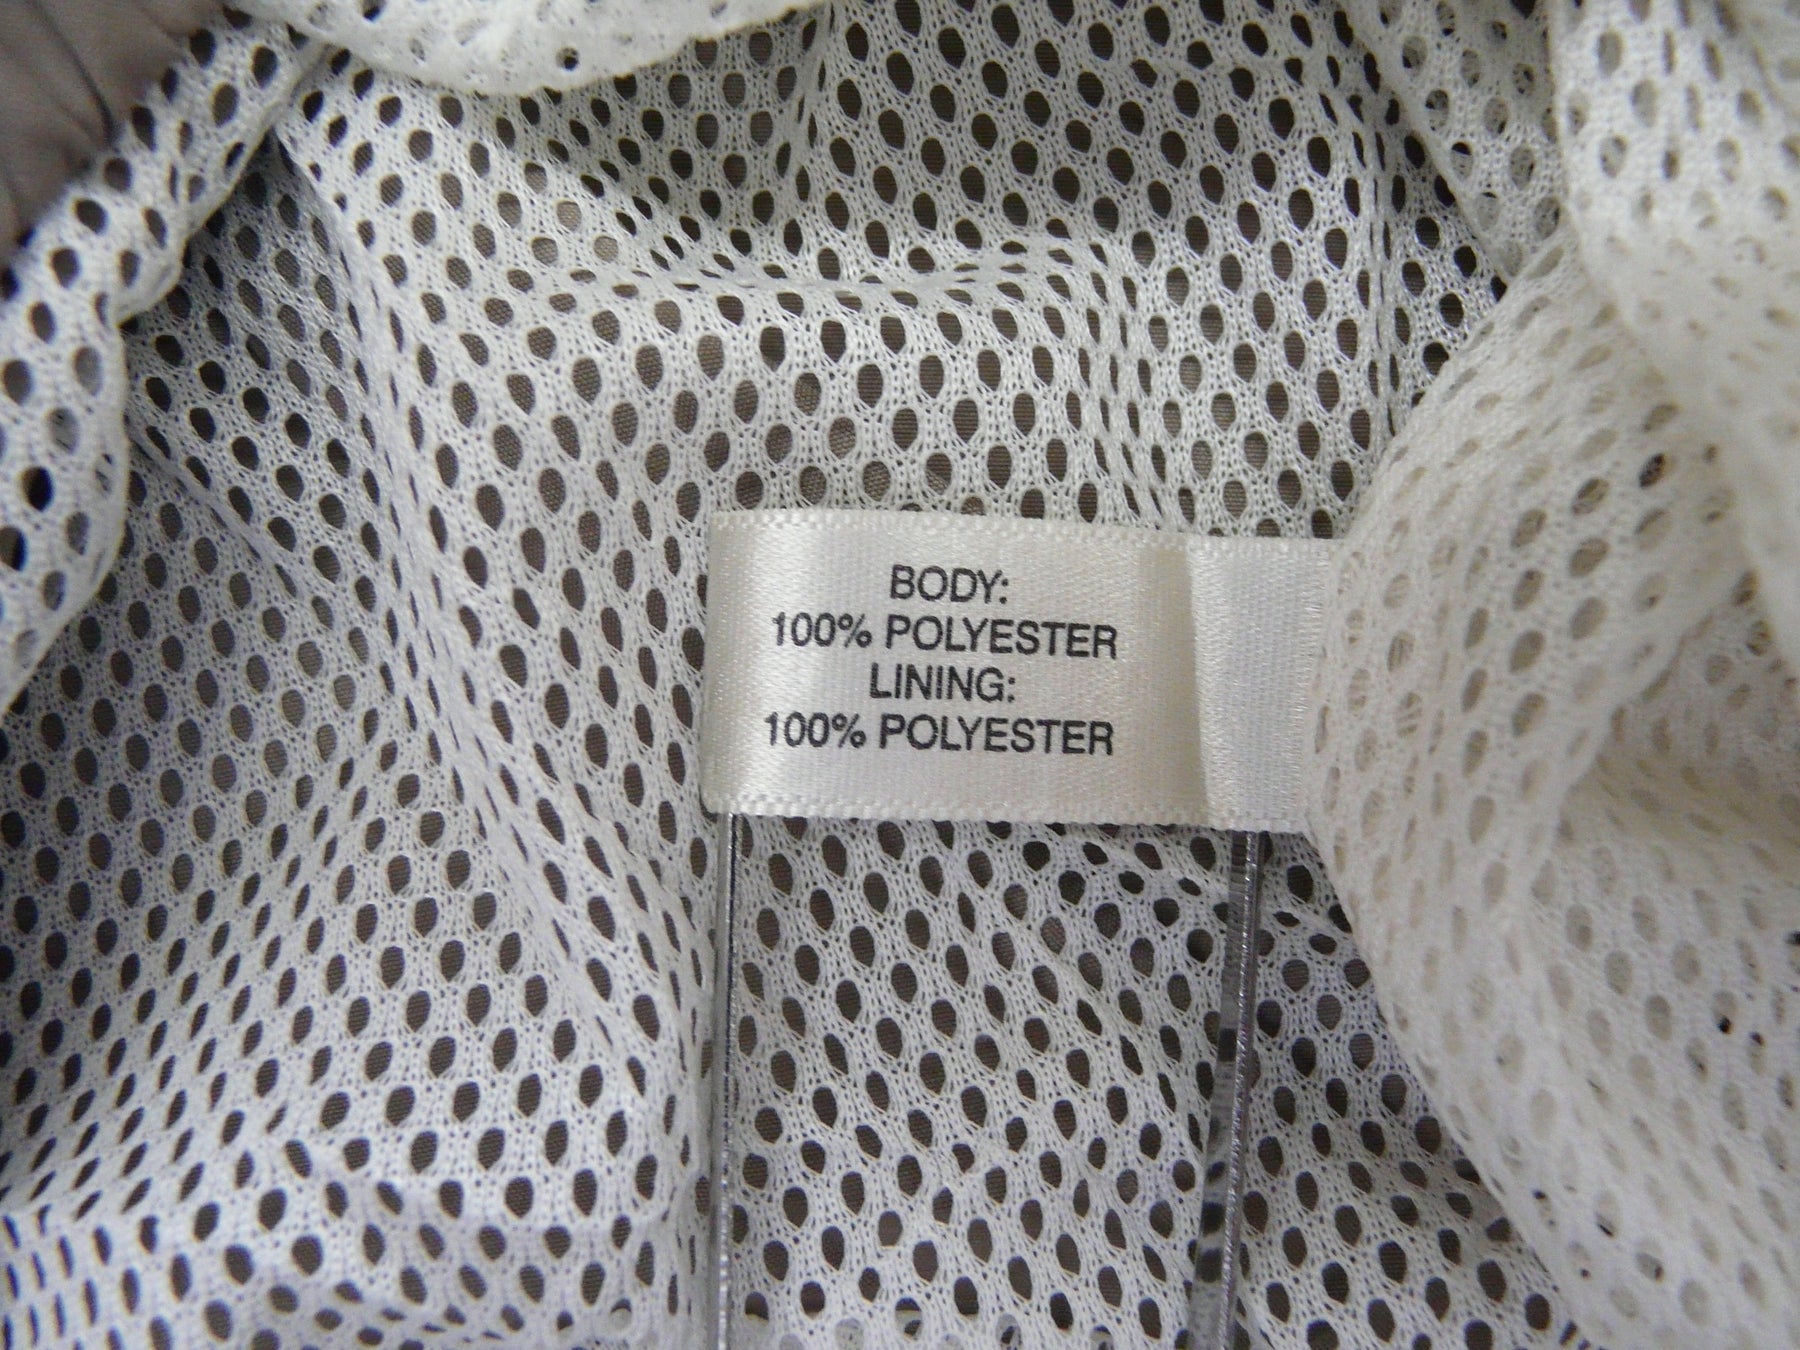 BODY:
100% POLYESTER
LINING:
100% POLYESTER